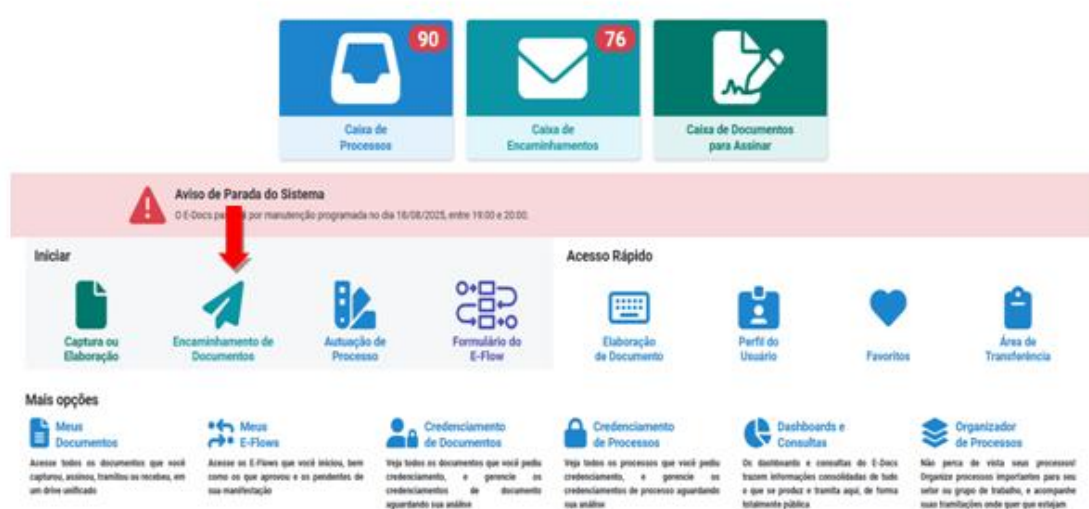 90
76
Caixa de
Processos
Caixa de
Encaminhamentos
Caixa de Documentos
para Assinar
Aviso de Parada do Sistema
O E-Docs por manutenção programada no dia 18/08/2025, entre 19:00 e 20:00.
Iniciar
Acesso Rápido
Captura ou
Elaboração
Encaminhamento de
Documentos
Autuação de
Processo
Formulário do
E-Flow
Elaboração
de Documento
Perfil do
Usuário
Favoritos
Área de
Transferência
Mais opções
Meus
Documentos
Acesse todos os documentos que você
capturou, assinou, tramitou ou recebeu, em
um drive unificado
Meus
E-Flows
Acesse os E-Flows que você iniciou, bem
como os que aprovou e os pendentes de
sua manifestação
Credenciamento
de Documentos
Veja todos os documentos que você pediu
credenciamento, e gerencie os
credenciamentos de documento
aguardando sua análise
Credenciamento
de Processos
Veja todos os processos que você pediu
credenciamento, e gerencie os
credenciamentos de processo aguardando
sua análise
Dashboards e
Consultas
Os dashboards e consultas do E-Docs
trazem informações consolidadas de tudo
o que se produz e tramita aqui, de forma
totalmente pública
Organizador
de Processos
Não perca de vista seus processos!
Organize processos importantes para seu
setor ou grupo de trabalho, e acompanhe
suas tramitações onde quer que estejam